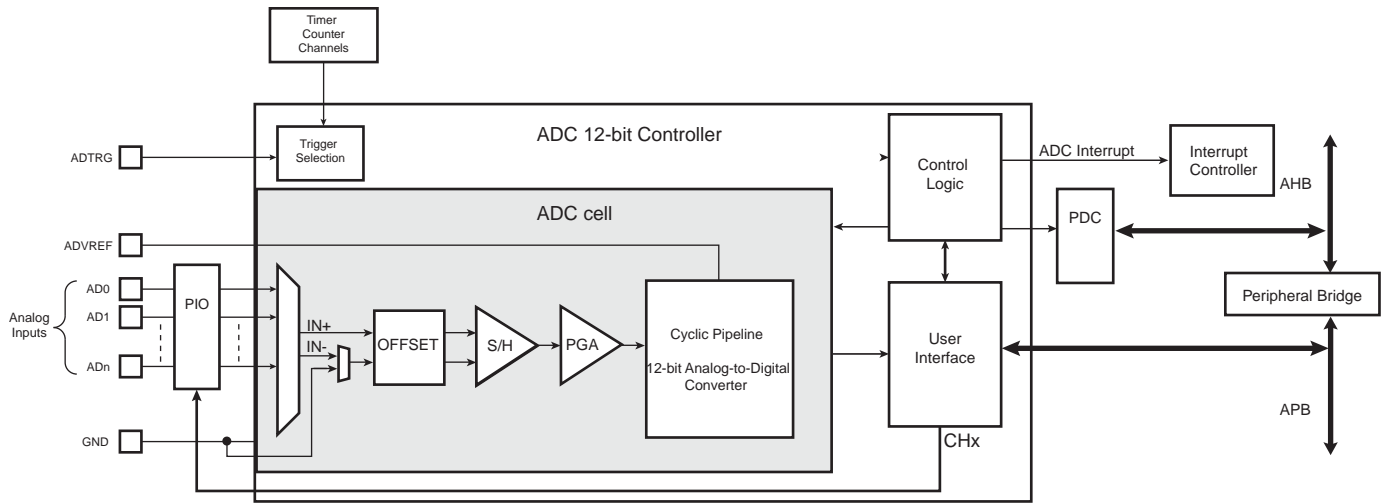 Timer
Counter
Channels
ADC 12-bit Controller
ADTRG
Trigger
Selection
Control
Logic
ADC Interrupt
Interrupt
Controller
AHB
ADC cell
PDC
ADVREF
AD0
PIO
Analog
Inputs
AD1
ADn
IN+
IN-
OFFSET
S/H
PGA
Cyclic Pipeline
12-bit Analog-to-Digital
Converter
User
Interface
Peripheral Bridge
APB
GND
CHx